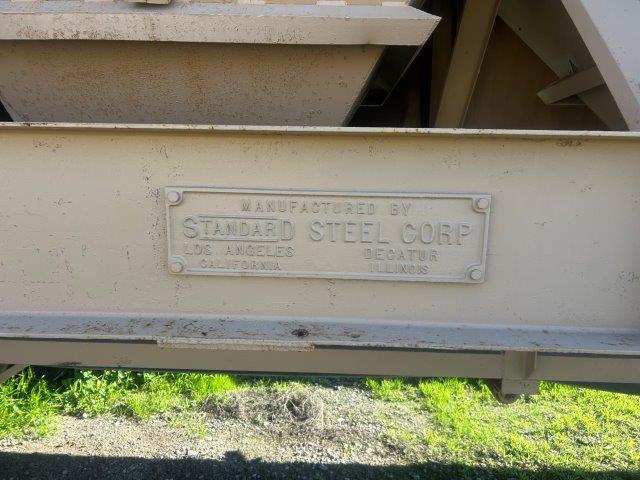 MANUFACTURED BY
STANDARD STEEL CORP
LOS ANGELES DECATUR
CALIFORNIA ILLINOIS